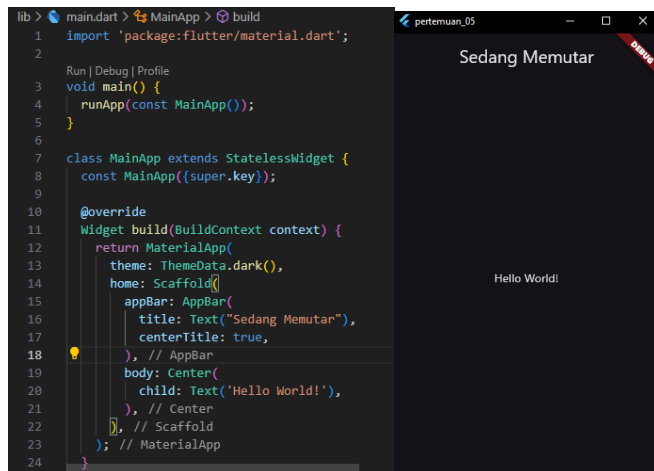 lib > main.dart > MainApp > build
1 import 'package:flutter/material.dart';
2
Run | Debug | Profile
3 void main() {
4 runApp(const MainApp());
5 }
6
7 class MainApp extends StatelessWidget {
8 const MainApp({super.key});
9
10 @override
11 Widget build(BuildContext context) {
12 return MaterialApp(
13 theme: ThemeData.dark(),
14 home: Scaffold(
15 appBar: AppBar(
16 title: Text("Sedang Memutar"),
17 centerTitle: true,
18 ), // AppBar
19 body: Center(
20 child: Text('Hello World!'),
21 ), // Center
22 ), // Scaffold
23 ); // MaterialApp
24 }
pertemuan_05
Sedang Memutar
DEBUG
Hello World!